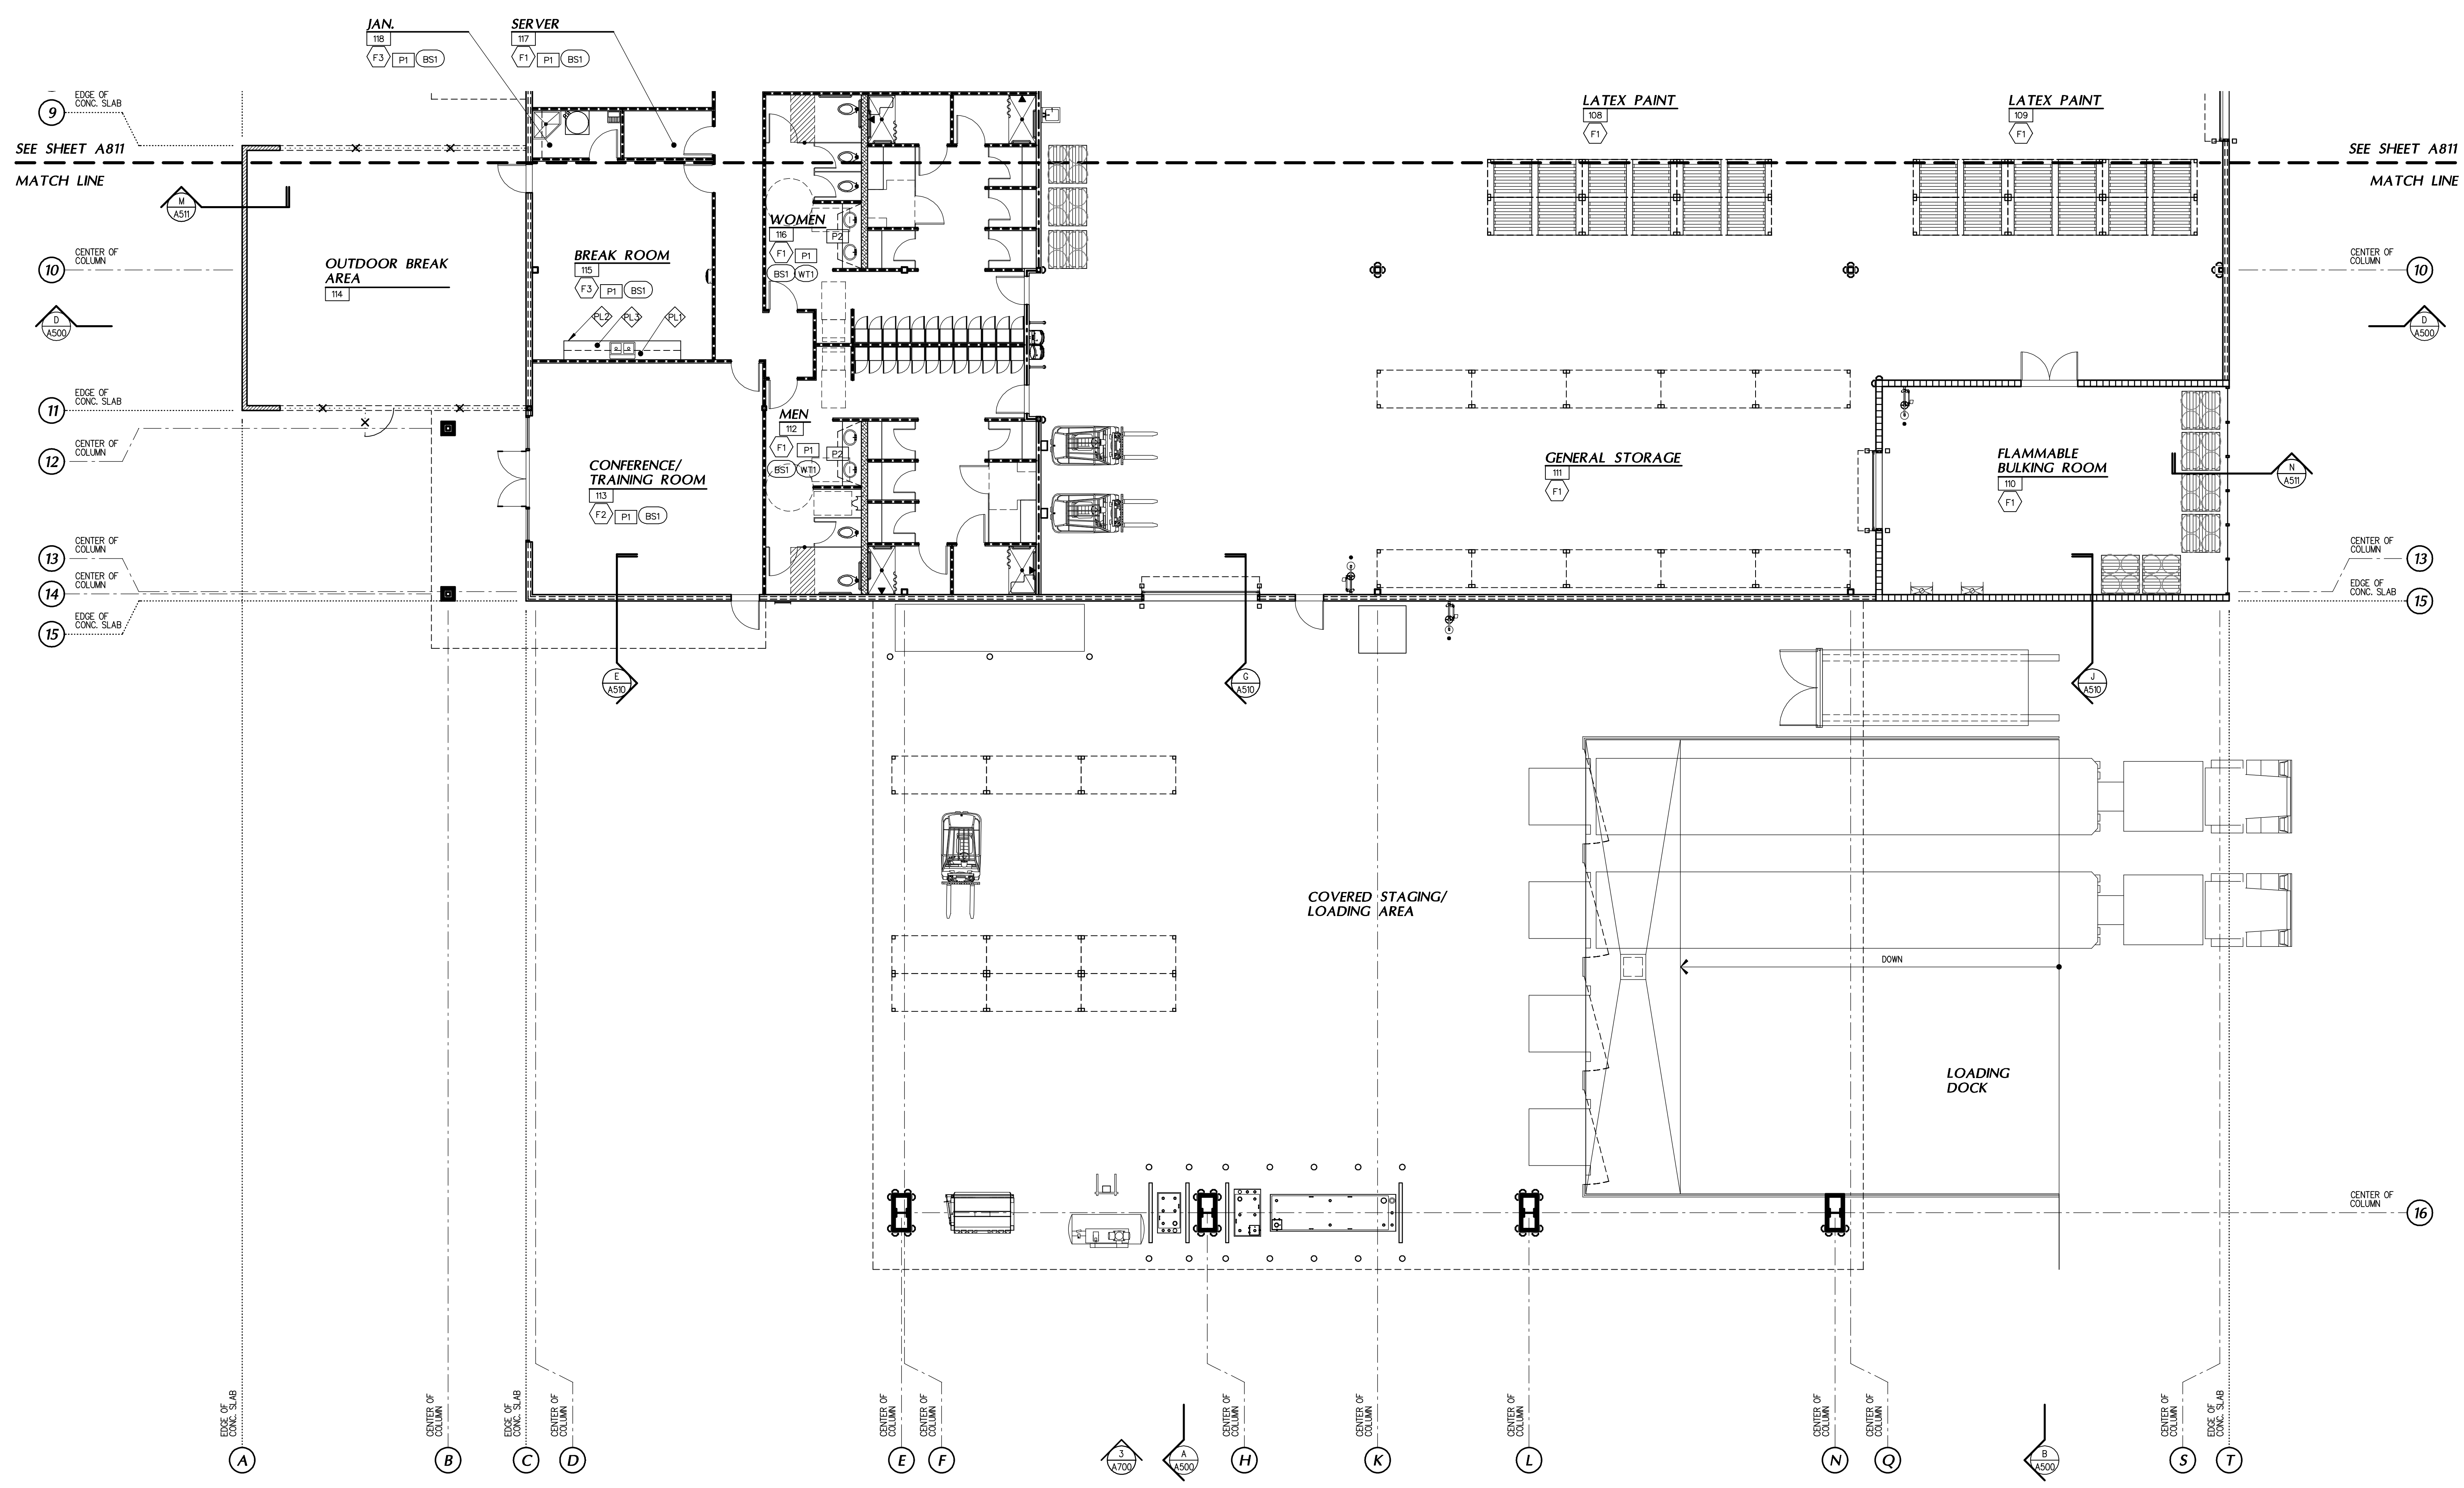 JAN.
118
F3 P1 BS1
SERVER
117
F1 P1 BS1
9
EDGE OF
CONC. SLAB
LATEX PAINT
108
F1
LATEX PAINT
109
F1
SEE SHEET A811
MATCH LINE
SEE SHEET A811
MATCH LINE
M
A511
10
CENTER OF
COLUMN
OUTDOOR BREAK
AREA
114
BREAK ROOM
115
F3 P1 BS1
PL2 PL3 PL1
WOMEN
116
P2
F1 P1
BS1 WT1
CENTER OF
COLUMN
10
D
A500
D
A500
11
EDGE OF
CONC. SLAB
12
CENTER OF
COLUMN
CONFERENCE/
TRAINING ROOM
113
F2 P1 BS1
MEN
112
F1 P1 P2
BS1 WT1
GENERAL STORAGE
111
F1
FLAMMABLE
BULKING ROOM
110
F1
N
A511
13
CENTER OF
COLUMN
14
CENTER OF
COLUMN
15
EDGE OF
CONC. SLAB
CENTER OF
COLUMN
13
EDGE OF
CONC. SLAB
15
E
A510
G
A510
J
A510
COVERED STAGING/
LOADING AREA
DOWN
LOADING
DOCK
CENTER OF
COLUMN
16
EDGE OF
CONC. SLAB
A
CENTER OF
COLUMN
B
EDGE OF
CONC. SLAB
C
CENTER OF
COLUMN
D
CENTER OF
COLUMN
E
CENTER OF
COLUMN
F
3
A700
A
A500
CENTER OF
COLUMN
H
CENTER OF
COLUMN
K
CENTER OF
COLUMN
L
CENTER OF
COLUMN
N
CENTER OF
COLUMN
Q
B
A500
CENTER OF
COLUMN
S
EDGE OF
CONC. SLAB
T